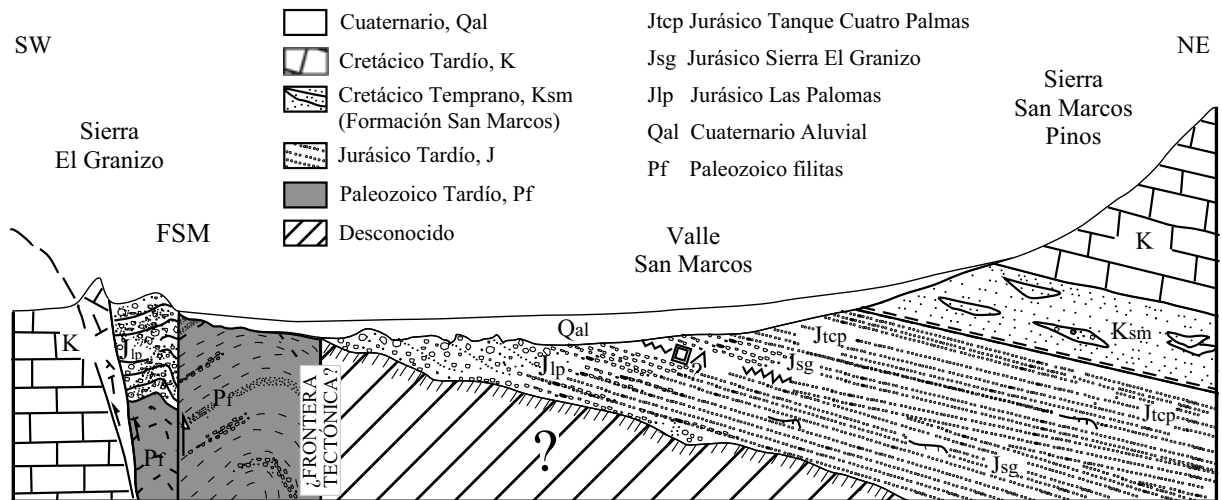 SW
NE
Cuaternario, Qal
Cretácico Tardío, K
Cretácico Temprano, Ksm
(Formación San Marcos)
Jurásico Tardío, J
Paleozoico Tardío, Pf
Desconocido
Jtcp Jurásico Tanque Cuatro Palmas
Jsg Jurásico Sierra El Granizo
Jlp Jurásico Las Palomas
Qal Cuaternario Aluvial
Pf Paleozoico filitas
Sierra
El Granizo
Sierra
San Marcos
Pinos
FSM
Valle
San Marcos
K
Jlp
Pf
Pf
¿FRONTERA
TECTONICA?
?
Qal
Jlp
?
Jsg
Jtcp
K
Ksm
Jtcp
Jsg